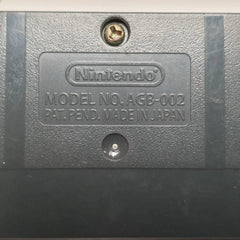 Nintendo
MODEL NO. AGB-002
PAT. PEND. MADE IN JAPAN